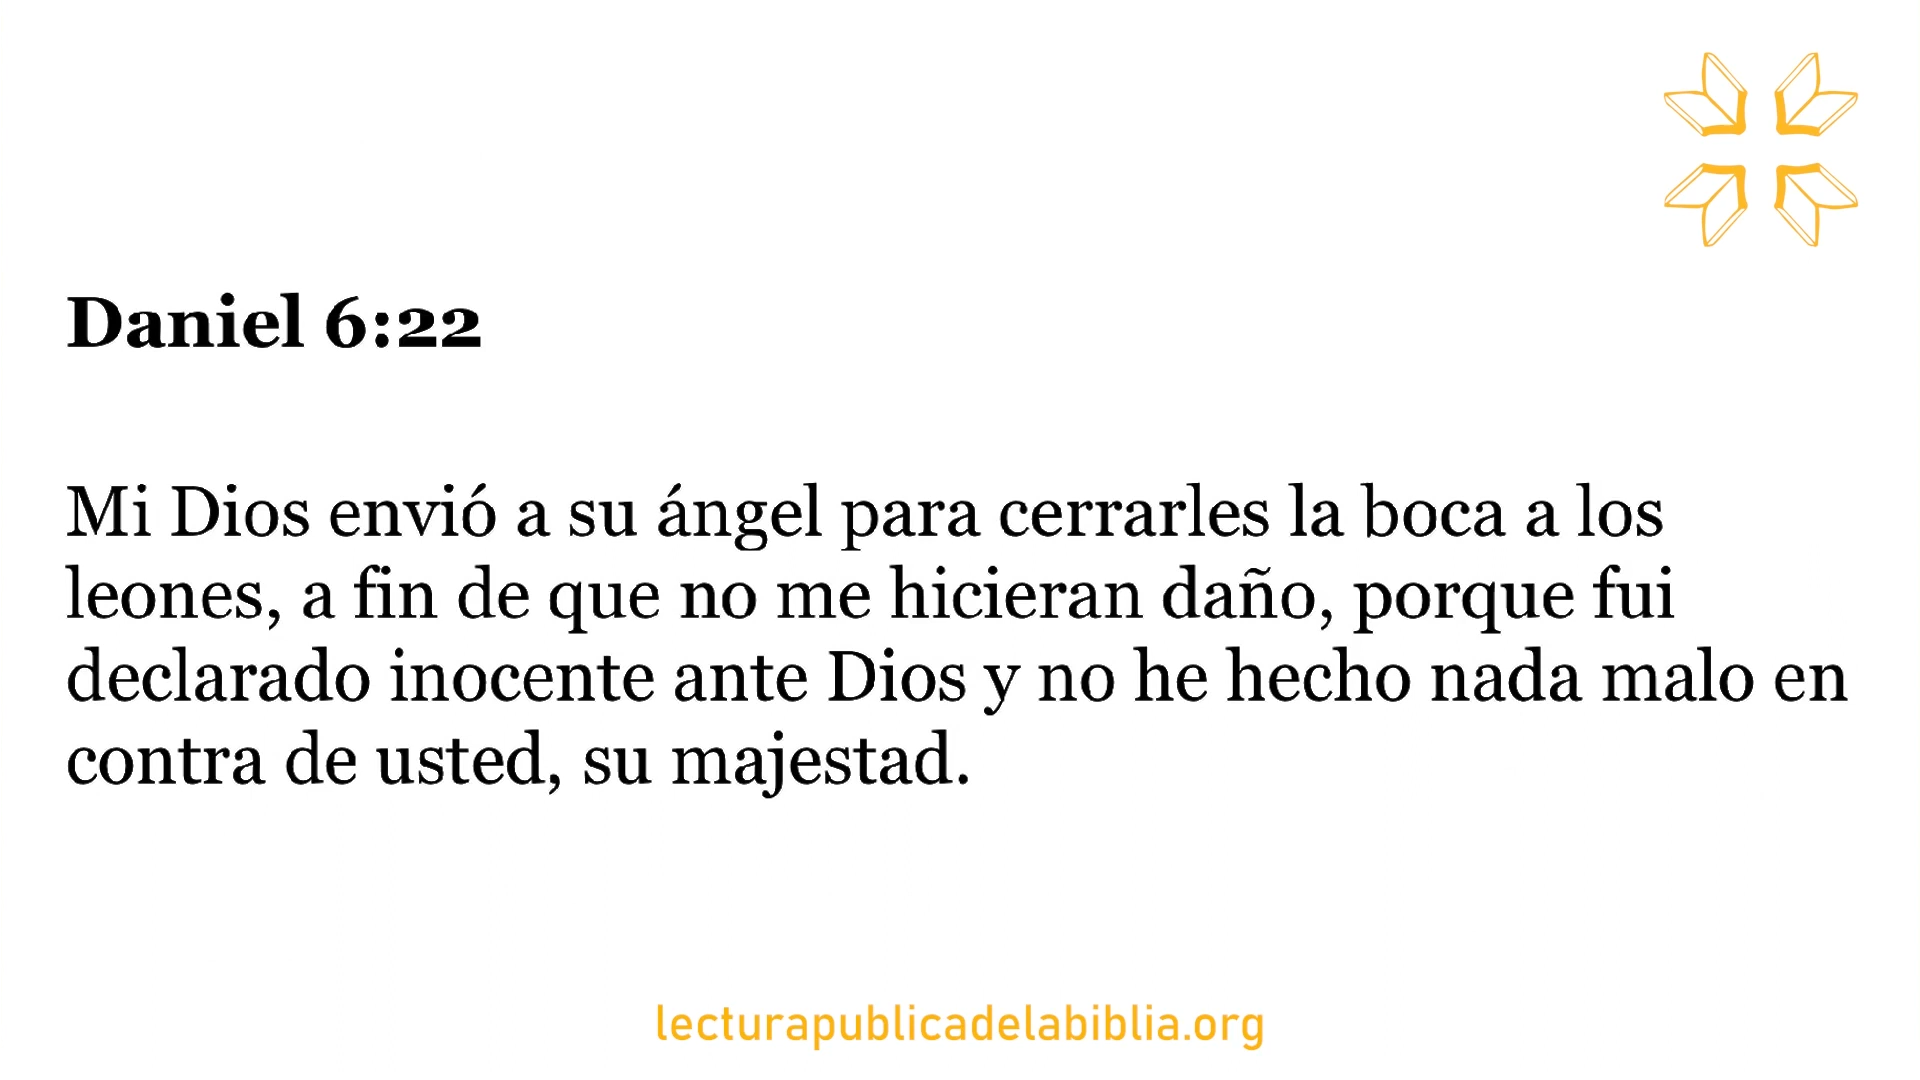 Daniel 6:22
Mi Dios envió a su ángel para cerrarles la boca a los
leones, a fin de que no me hicieran daño, porque fui
declarado inocente ante Dios y no he hecho nada malo en
contra de usted, su majestad.
lecturapublicadelabiblia.org